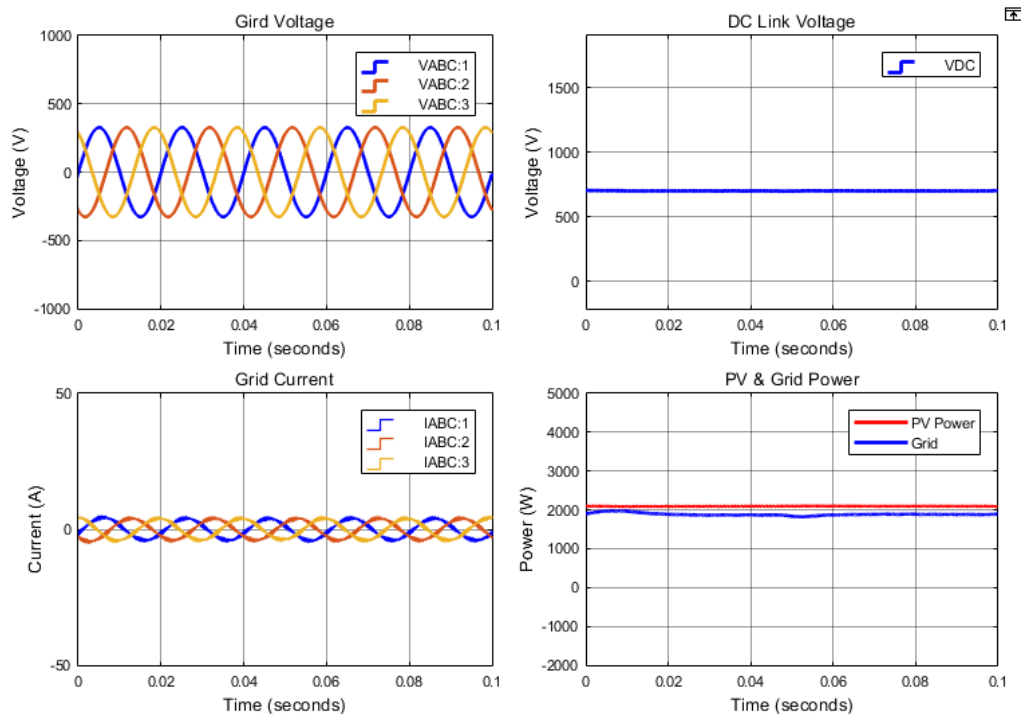 Gird Voltage
1000
500
0
-500
-1000
Voltage (V)
VABC:1
VABC:2
VABC:3
0 0.02 0.04 0.06 0.08 0.1
Time (seconds)
DC Link Voltage
1500
1000
500
0
Voltage (V)
VDC
0 0.02 0.04 0.06 0.08 0.1
Time (seconds)
Grid Current
50
0
-50
Current (A)
IABC:1
IABC:2
IABC:3
0 0.02 0.04 0.06 0.08 0.1
Time (seconds)
PV & Grid Power
5000
4000
3000
2000
1000
0
-1000
-2000
Power (W)
PV Power
Grid
0 0.02 0.04 0.06 0.08 0.1
Time (seconds)